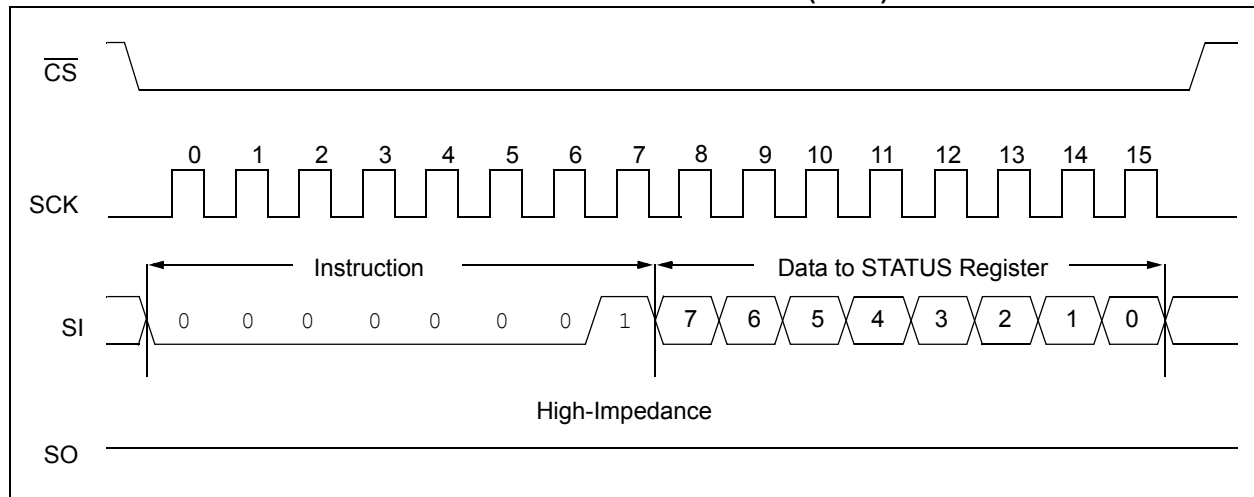 CS
0 1 2 3 4 5 6 7 8 9 10 11 12 13 14 15
SCK
Instruction Data to STATUS Register
SI 0 0 0 0 0 0 0 1 7 6 5 4 3 2 1 0
High-Impedance
SO